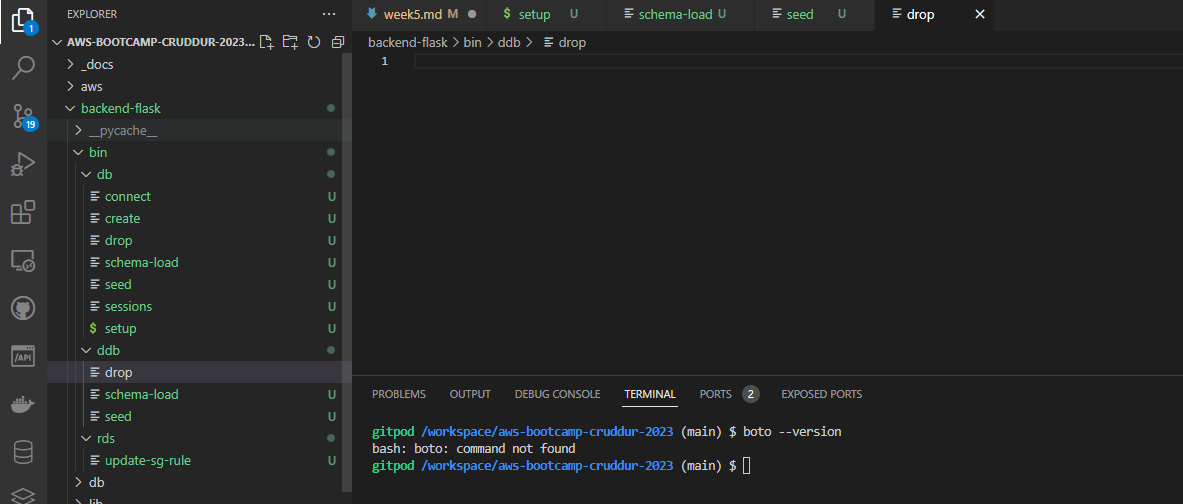 EXPLORER
AWS-BOOTCAMP-CRUDDUR-2023...
_docs
aws
backend-flask
__pycache__
bin
db
connect U
create U
drop U
schema-load U
seed U
sessions U
setup U
ddb
drop
schema-load U
seed U
rds
update-sg-rule U
db
lib
1
19
/API
week5.md M
$ setup U
schema-load U
seed U
drop
backend-flask > bin > ddb > drop
1
PROBLEMS OUTPUT DEBUG CONSOLE TERMINAL PORTS 2 EXPOSED PORTS
gitpod /workspace/aws-bootcamp-cruddur-2023 (main) $ boto --version
bash: boto: command not found
gitpod /workspace/aws-bootcamp-cruddur-2023 (main) $